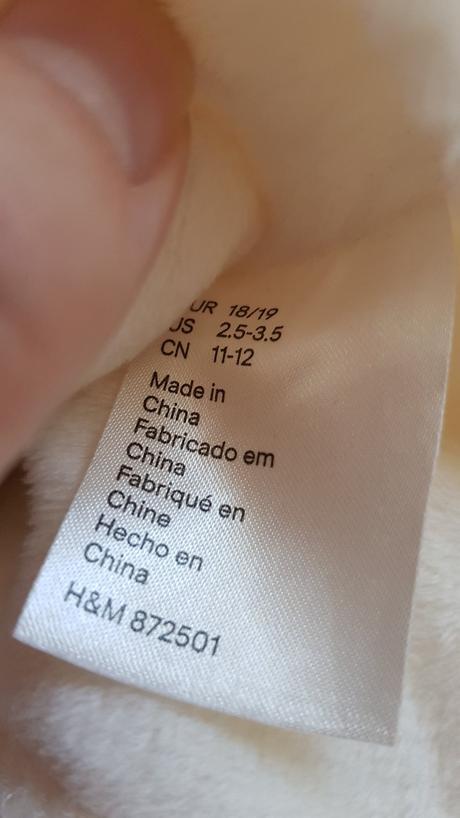 UR 18/19
US 2.5-3.5
CN 11-12
Made in
China
Fabricado em
China
Fabriqué en
Chine
Hecho en
China
H&M 872501